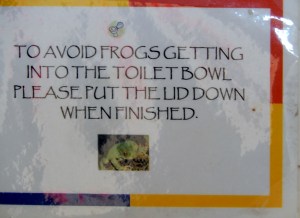 TO AVOID FROGS GETTING
INTO THE TOILET BOWL
PLEASE PUT THE LID DOWN
WHEN FINISHED.